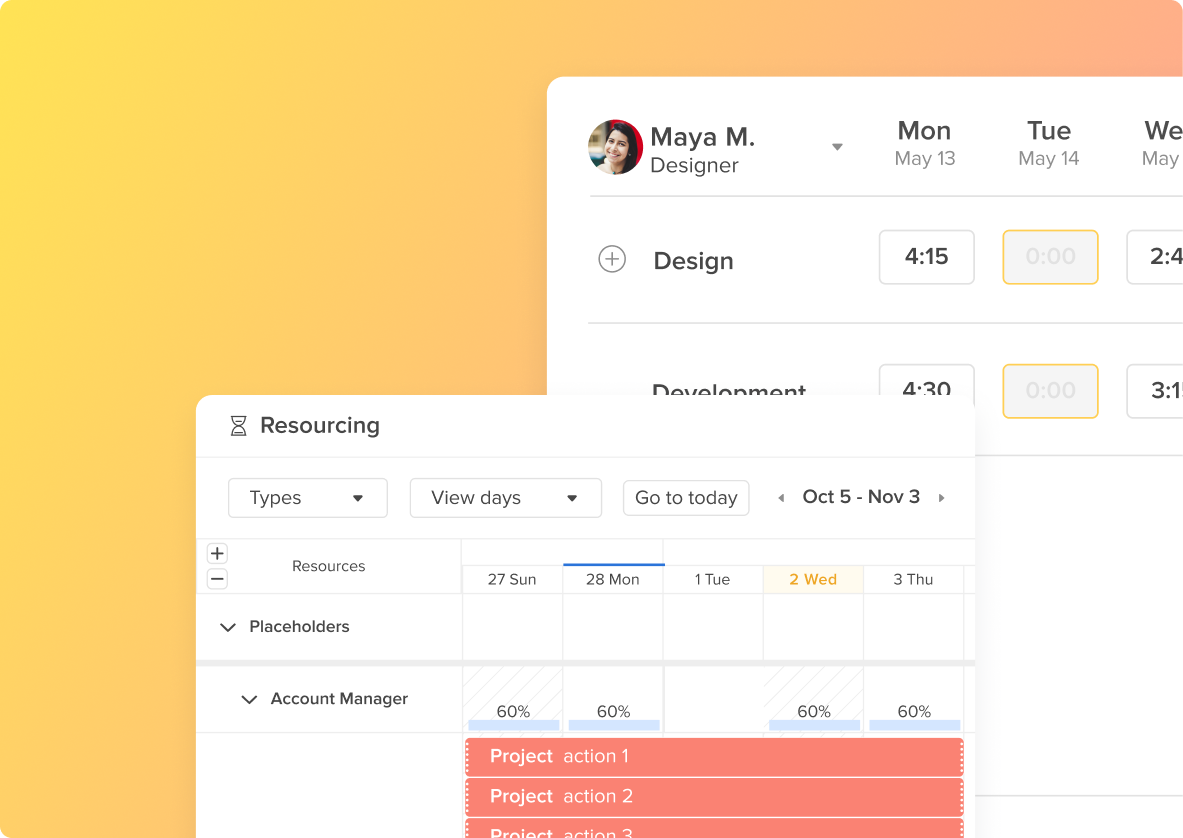 Maya M.
Designer
Mon
May 13
Tue
May 14
We
May
Design
4:15
0:00
2:4
Development
4:30
0:00
3:1
Resourcing
Types
View days
Go to today
Oct 5 - Nov 3
Resources
27 Sun
28 Mon
1 Tue
2 Wed
3 Thu
Placeholders
Account Manager
60%
60%
60%
60%
Project action 1
Project action 2
Project action 3